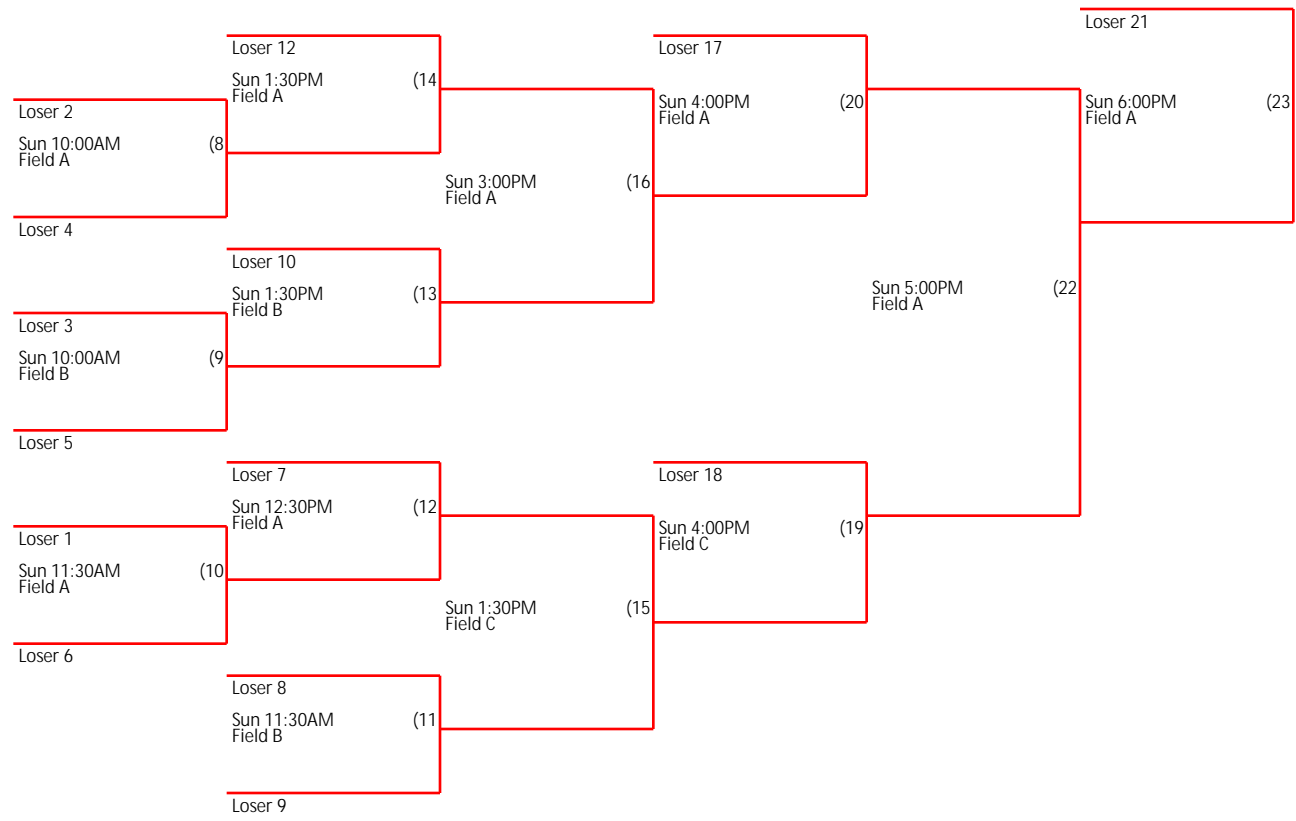 Loser 21
Loser 12
Loser 17
Sun 1:30PM
Field A
(14
Sun 4:00PM
Field A
(20
Sun 6:00PM
Field A
(23
Loser 2
Sun 10:00AM
Field A
(8
Sun 3:00PM
Field A
(16
Loser 4
Loser 10
Sun 1:30PM
Field B
(13
Sun 5:00PM
Field A
(22
Loser 3
Sun 10:00AM
Field B
(9
Loser 5
Loser 7
Loser 18
Sun 12:30PM
Field A
(12
Sun 4:00PM
Field C
(19
Loser 1
Sun 11:30AM
Field A
(10
Sun 1:30PM
Field C
(15
Loser 6
Loser 8
Sun 11:30AM
Field B
(11
Loser 9